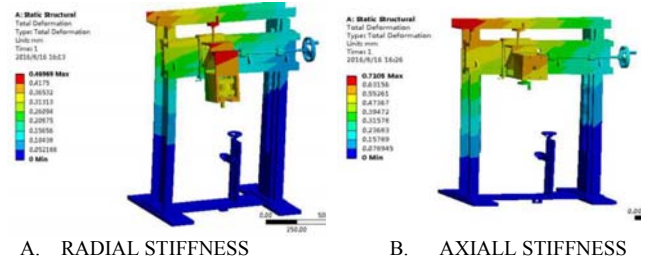 A: Static Structural
Total Deformation
Type: Total Deformation
Unit: mm
Time: 1
2016/6/16 16:13
0.46969 Max
0.4175
0.36532
0.31313
0.26094
0.20875
0.15656
0.10438
0.052188
0 Min
0.00
250.00
A: Static Structural
Total Deformation
Type: Total Deformation
Unit: mm
Time: 1
2016/6/16 16:26
0.7105 Max
0.63156
0.55261
0.47367
0.39472
0.31578
0.23683
0.15789
0.078945
0 Min
A. RADIAL STIFFNESS
B. AXIALL STIFFNESS